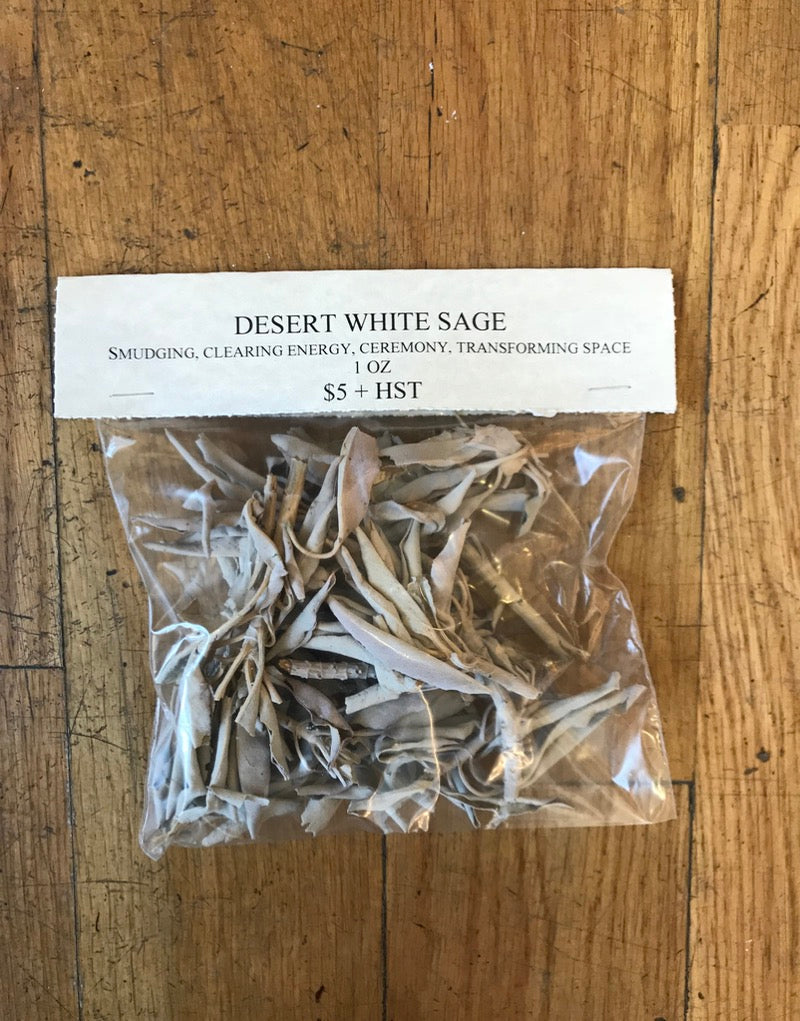 DESERT WHITE SAGE
SMUDGING, CLEARING ENERGY, CEREMONY, TRANSFORMING SPACE
1 OZ
$5 + HST